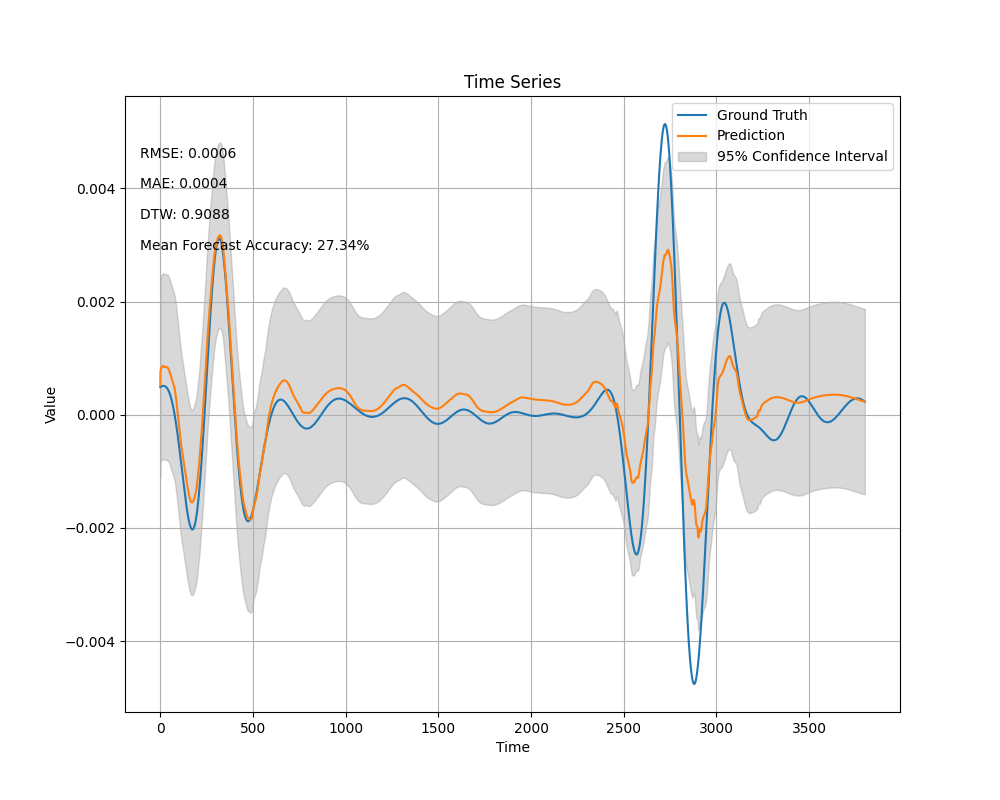 Time Series
Ground Truth
Prediction
95% Confidence Interval
RMSE: 0.0006
MAE: 0.0004
DTW: 0.9088
Mean Forecast Accuracy: 27.34%
Value
0.004
0.002
0.000
−0.002
−0.004
0 500 1000 1500 2000 2500 3000 3500
Time